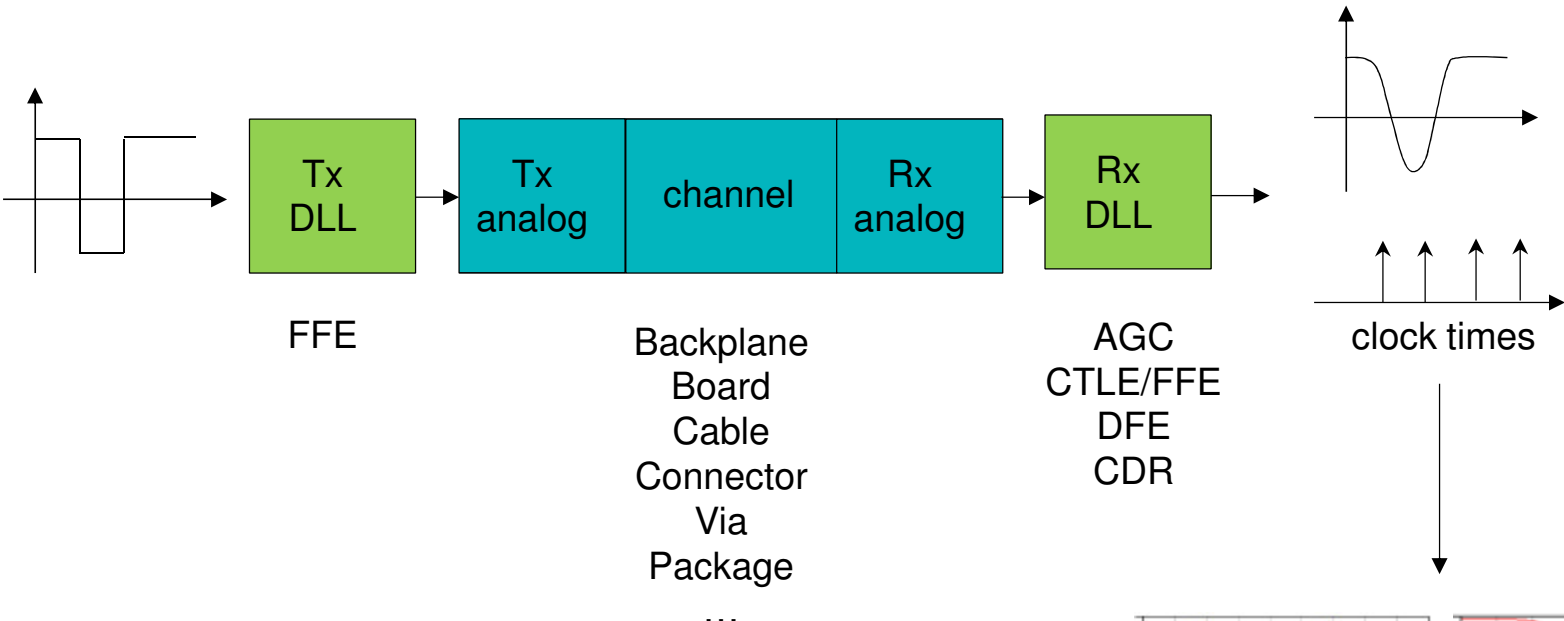 Tx
DLL
Tx
analog
channel
Rx
analog
Rx
DLL
FFE
Backplane
Board
Cable
Connector
Via
Package
...
AGC
CTLE/FFE
DFE
CDR
clock times